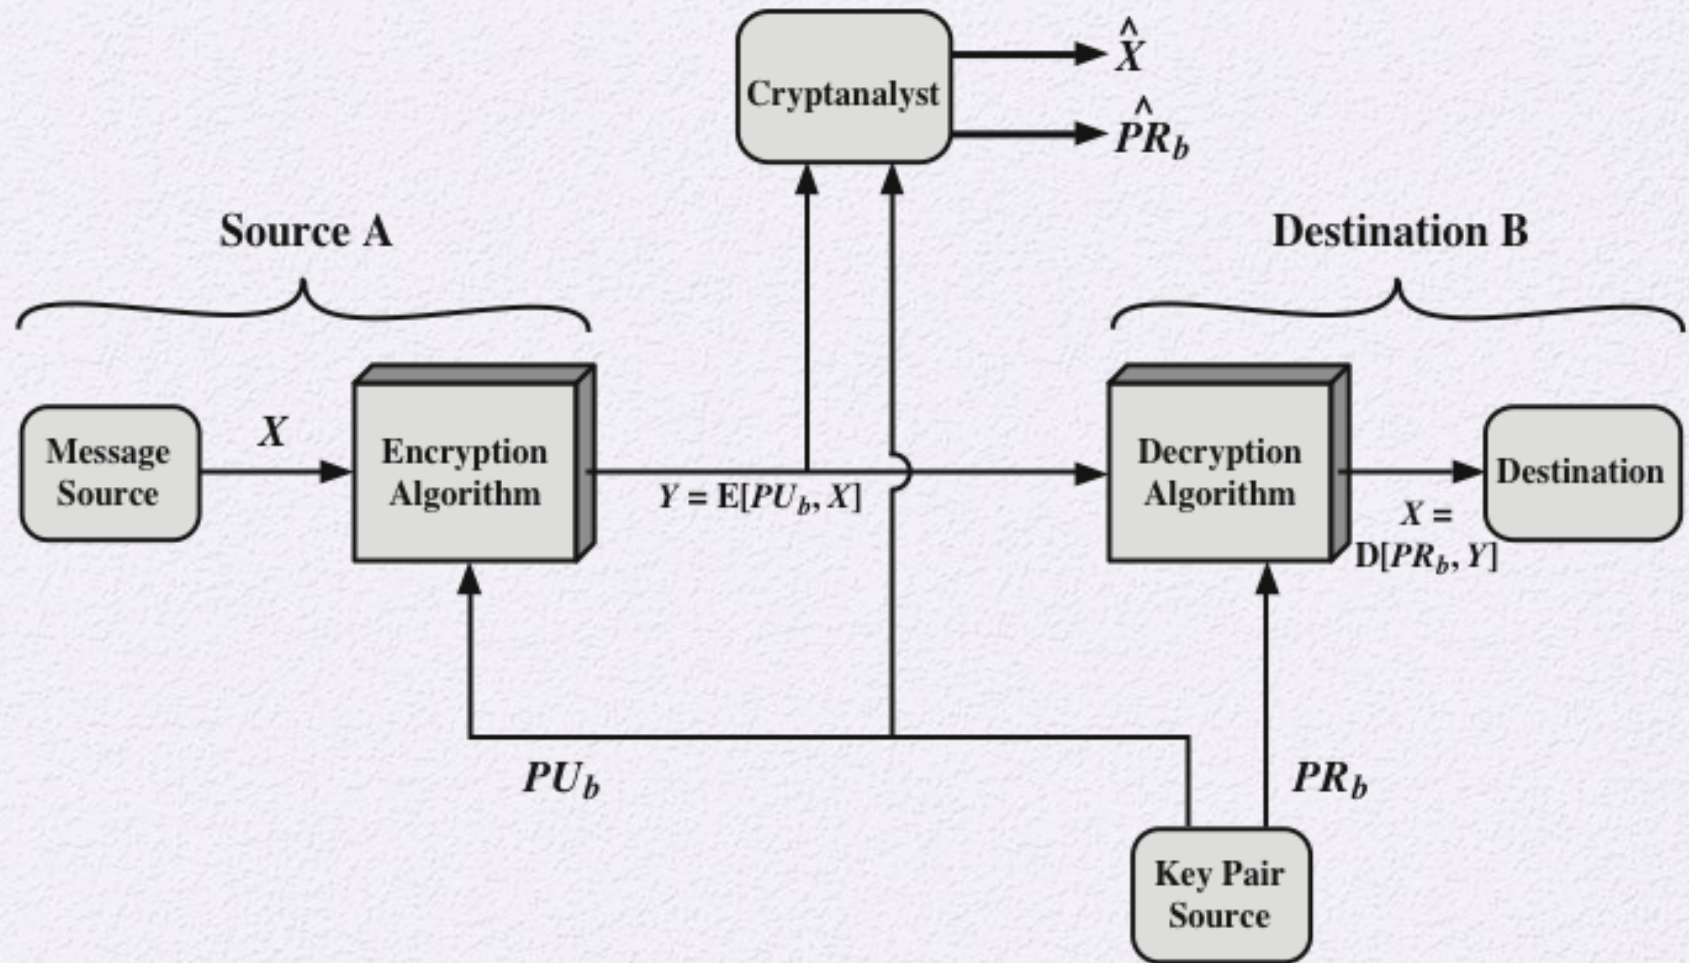 X̂
Cryptanalyst
P̂R_b
Source A
Destination B
Message
Source
X
Encryption
Algorithm
Y = E[PU_b, X]
Decryption
Algorithm
X =
D[PR_b, Y]
Destination
PU_b
PR_b
Key Pair
Source